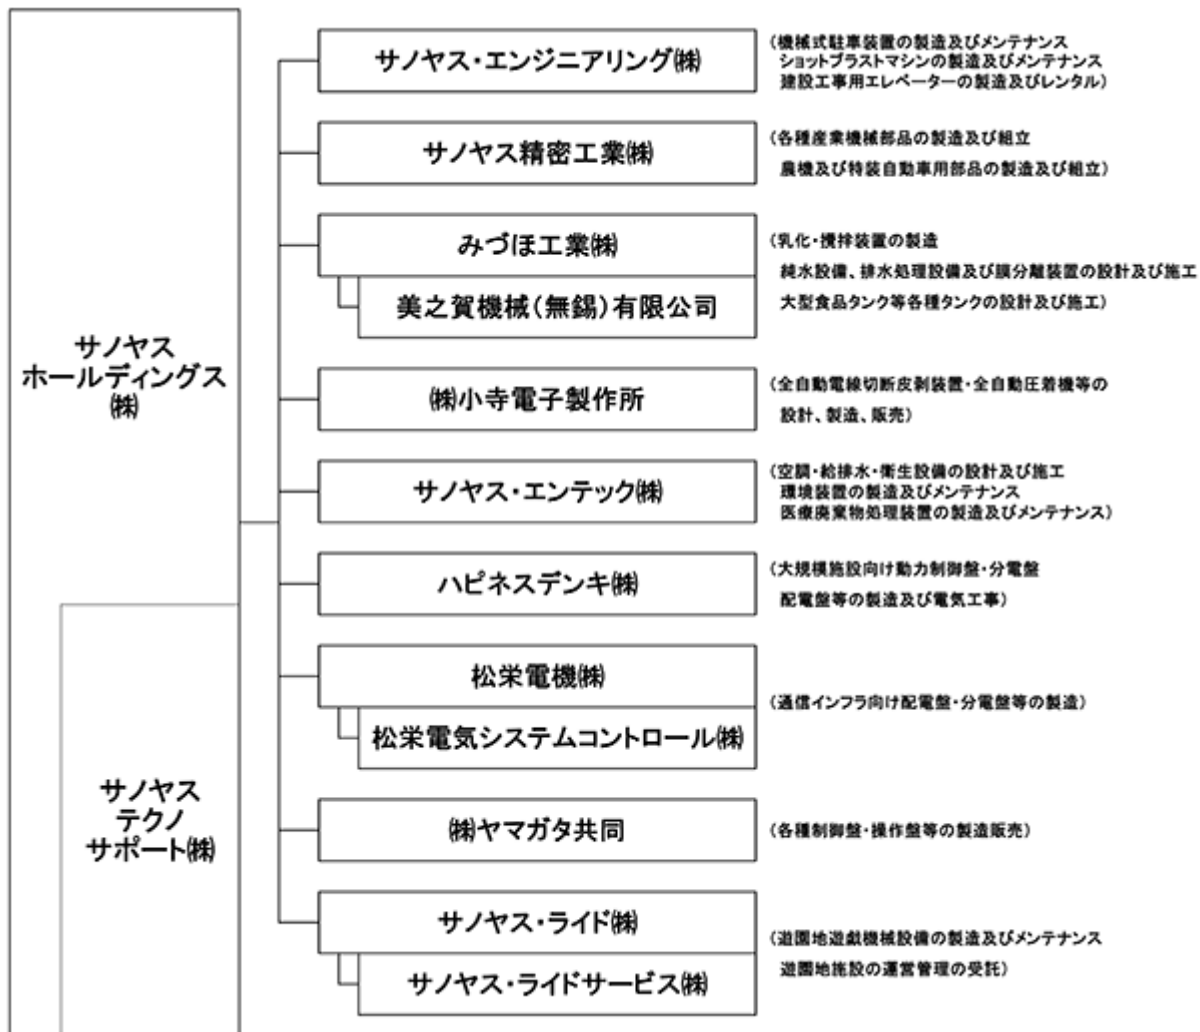 サノヤス
ホールディングス
㈱
サノヤス
テクノ
サポート㈱
サノヤス・エンジニアリング㈱
(機械式駐車装置の製造及びメンテナンス
ショットブラストマシンの製造及びメンテナンス
建設工事用エレベーターの製造及びレンタル)
サノヤス精密工業㈱
(各種産業機械部品の製造及び組立
農機及び特装自動車用部品の製造及び組立)
みづほ工業㈱
美之賀機械(無錫)有限公司
(乳化・攪拌装置の製造
純水設備、排水処理設備及び膜分離装置の設計及び施工
大型食品タンク等各種タンクの設計及び施工)
㈱小寺電子製作所
(全自動電線切断皮剥装置・全自動圧着機等の
設計、製造、販売)
サノヤス・エンテック㈱
(空調・給排水・衛生設備の設計及び施工
環境装置の製造及びメンテナンス
医療廃棄物処理装置の製造及びメンテナンス)
ハピネスデンキ㈱
(大規模施設向け動力制御盤・分電盤
配電盤等の製造及び電気工事)
松栄電機㈱
松栄電気システムコントロール㈱
(通信インフラ向け配電盤・分電盤等の製造)
㈱ヤマガタ共同
(各種制御盤・操作盤等の製造販売)
サノヤス・ライド㈱
サノヤス・ライドサービス㈱
(遊園地遊戯機械設備の製造及びメンテナンス
遊園地施設の運営管理の受託)